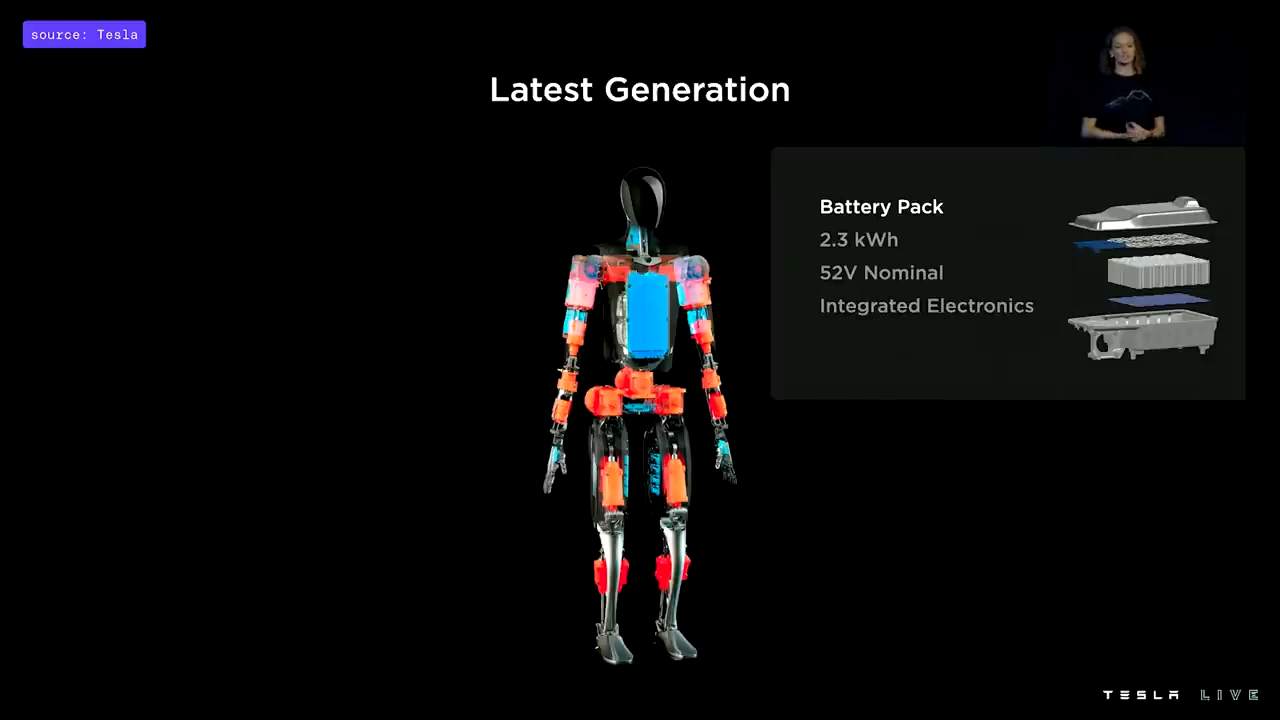 source: Tesla
Latest Generation
Battery Pack
2.3 kWh
52V Nominal
Integrated Electronics
TESLA LIVE